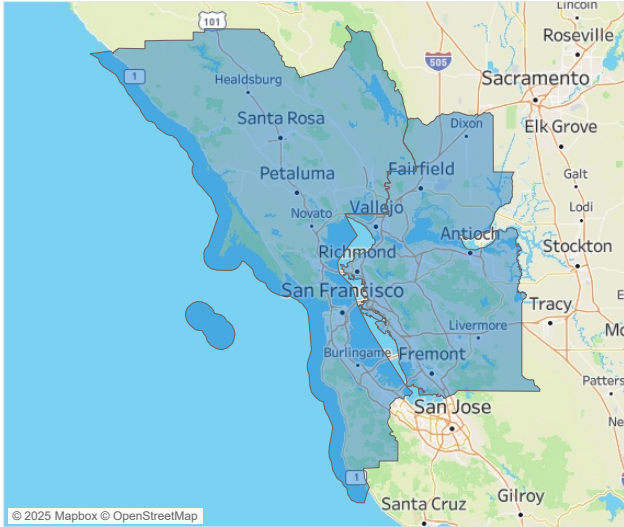 Lincoln
101
Roseville
505
1
Healdsburg
Sacramento
Santa Rosa
Dixon
Elk Grove
Petaluma
Fairfield
Galt
Novato
Vallejo
Lodi
Antioch
Stockton
Richmond
San Francisco
Tracy
Livermore
Burlingame
Fremont
Patters
San Jose
1
Santa Cruz
Gilroy
© 2025 Mapbox © OpenStreetMap